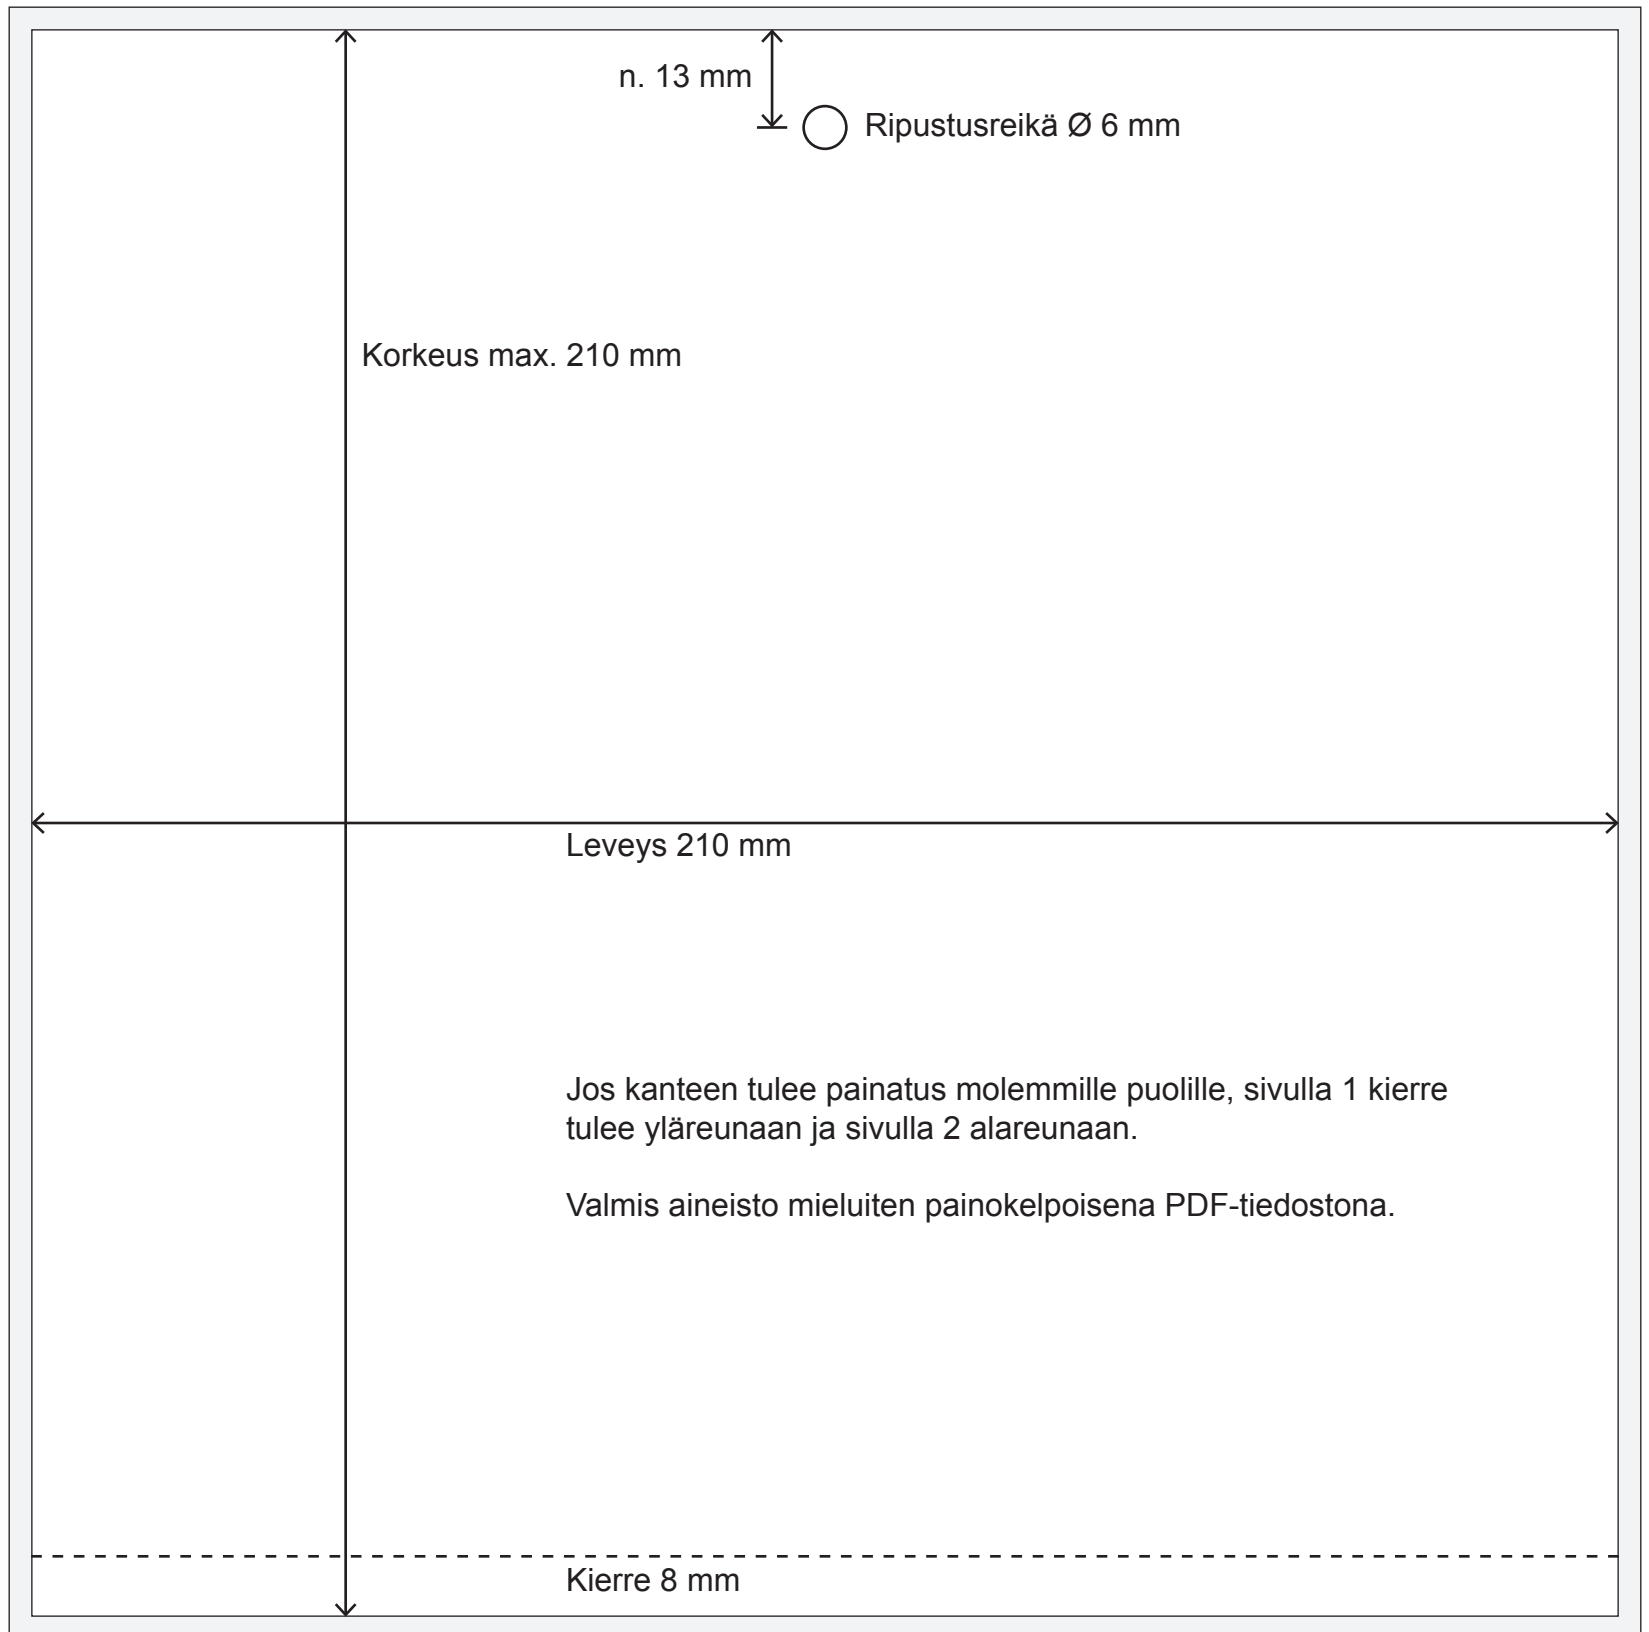 n. 13 mm
Ripustusreikä Ø 6 mm
Korkeus max. 210 mm
Leveys 210 mm
Jos kanteen tulee painatus molemmille puolille, sivulla 1 kierre
tulee yläreunaan ja sivulla 2 alareunaan.
Valmis aineisto mieluiten painokelpoisena PDF-tiedostona.
Kierre 8 mm